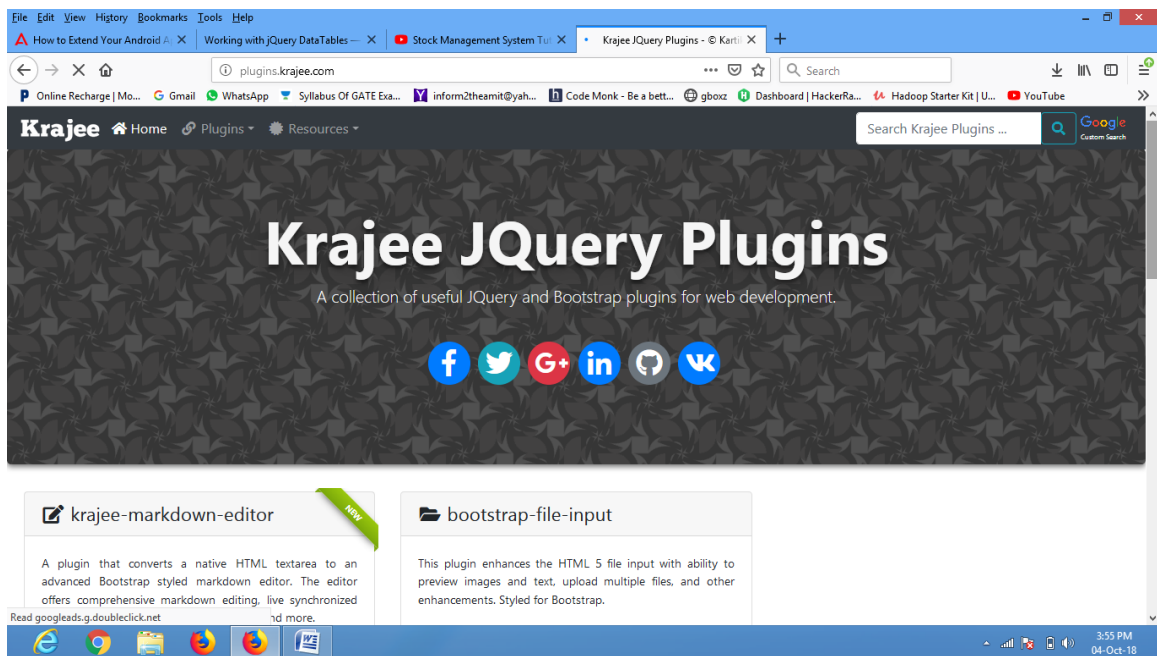 File Edit View History Bookmarks Tools Help
How to Extend Your Android A
Working with jQuery DataTables —
Stock Management System Tut
Krajee JQuery Plugins - © Kartik
plugins.krajee.com
Search
Online Recharge | Mo... Gmail WhatsApp Syllabus Of GATE Exa... inform2theamit@yah... Code Monk - Be a bett... gboxz Dashboard | HackerRa... Hadoop Starter Kit | U... YouTube
Krajee Home Plugins Resources
Search Krajee Plugins ...
Google
Custom Search
Krajee JQuery Plugins
A collection of useful JQuery and Bootstrap plugins for web development.
krajee-markdown-editor
NEW
A plugin that converts a native HTML textarea to an
advanced Bootstrap styled markdown editor. The editor
offers comprehensive markdown editing, live synchronized
nd more.
bootstrap-file-input
This plugin enhances the HTML 5 file input with ability to
preview images and text, upload multiple files, and other
enhancements. Styled for Bootstrap.
Read googleads.g.doubleclick.net
3:55 PM
04-Oct-18